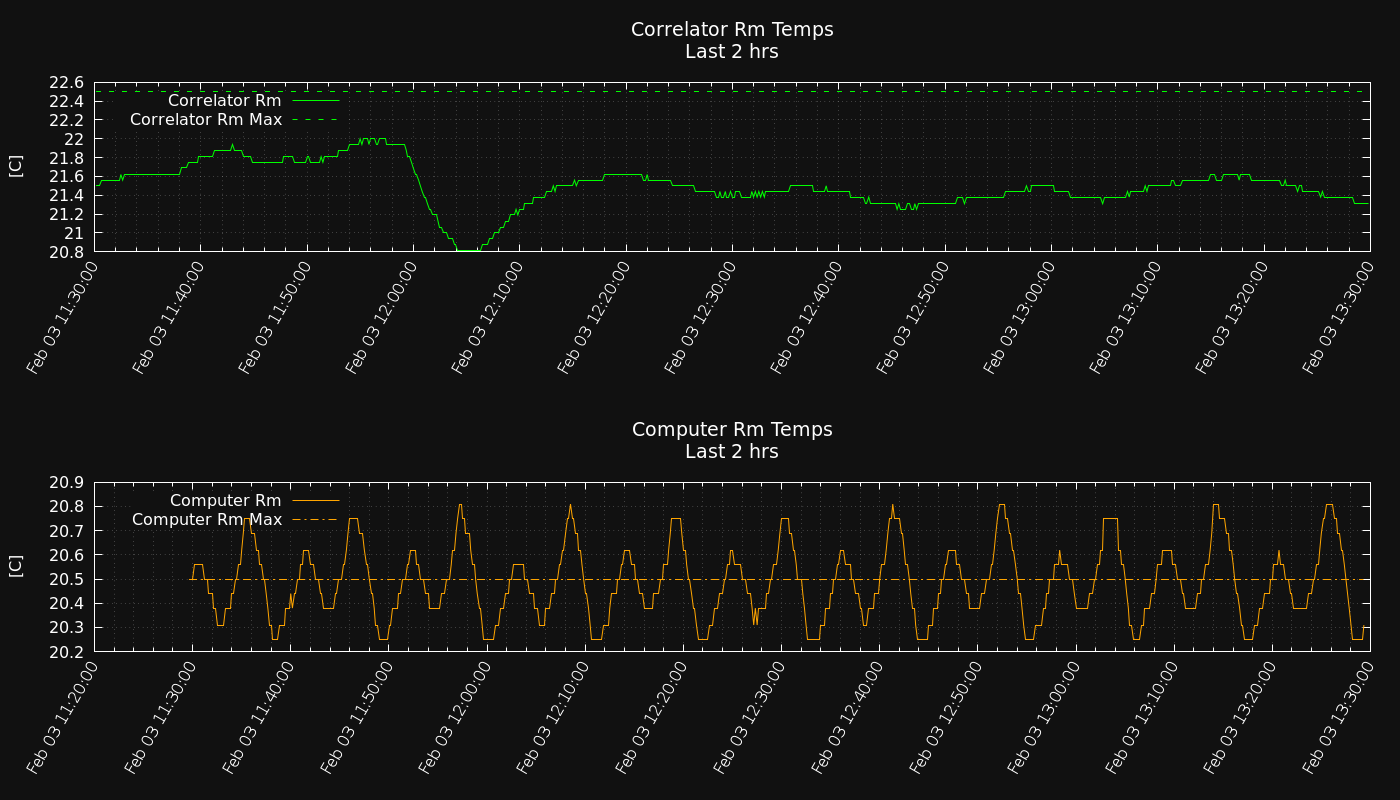 Correlator Rm Temps
Last 2 hrs
22.6
22.4
22.2
22
21.8
21.6
21.4
21.2
21
20.8
[C]
Correlator Rm
Correlator Rm Max
Feb 03 11:30:00
Feb 03 11:40:00
Feb 03 11:50:00
Feb 03 12:00:00
Feb 03 12:10:00
Feb 03 12:20:00
Feb 03 12:30:00
Feb 03 12:40:00
Feb 03 12:50:00
Feb 03 13:00:00
Feb 03 13:10:00
Feb 03 13:20:00
Feb 03 13:30:00
Computer Rm Temps
Last 2 hrs
20.9
20.8
20.7
20.6
20.5
20.4
20.3
20.2
[C]
Computer Rm
Computer Rm Max
Feb 03 11:20:00
Feb 03 11:30:00
Feb 03 11:40:00
Feb 03 11:50:00
Feb 03 12:00:00
Feb 03 12:10:00
Feb 03 12:20:00
Feb 03 12:30:00
Feb 03 12:40:00
Feb 03 12:50:00
Feb 03 13:00:00
Feb 03 13:10:00
Feb 03 13:20:00
Feb 03 13:30:00